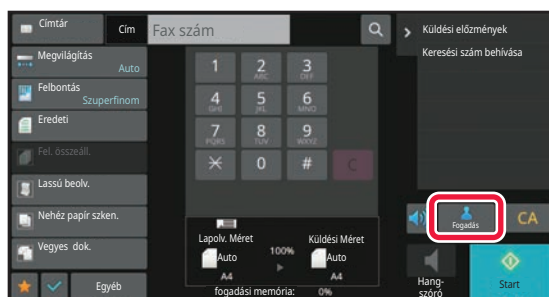 Címtár
Cím
Fax szám
Küldési előzmények
Keresési szám behívása
Megvilágítás
Auto
Felbontás
Szuperfinom
Eredeti
Fel. összeáll.
Lassú beolv.
Nehéz papír szken.
Vegyes dok.
Egyéb
1
2
ABC
3
DEF
4
GHI
5
JKL
6
MNO
7
PQRS
8
TUV
9
WXYZ
0
#
C
Lapolv. Méret
100%
Küldési Méret
Auto
Auto
A4
A4
fogadási memória: 0%
Fogadás
CA
Hang-
szóró
Start